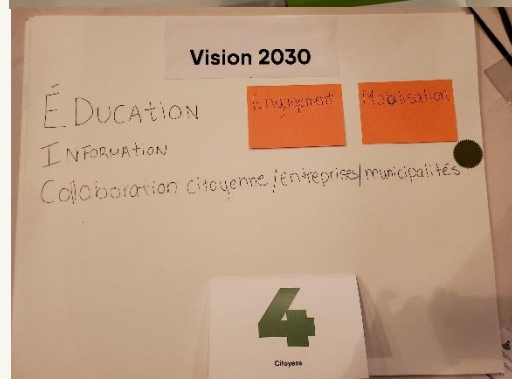 Vision 2030
ÉDUCATION
Engagement
Mobilisation
INFORMATION
Collaboration citoyenne/entreprises/municipalités
4
Citoyens